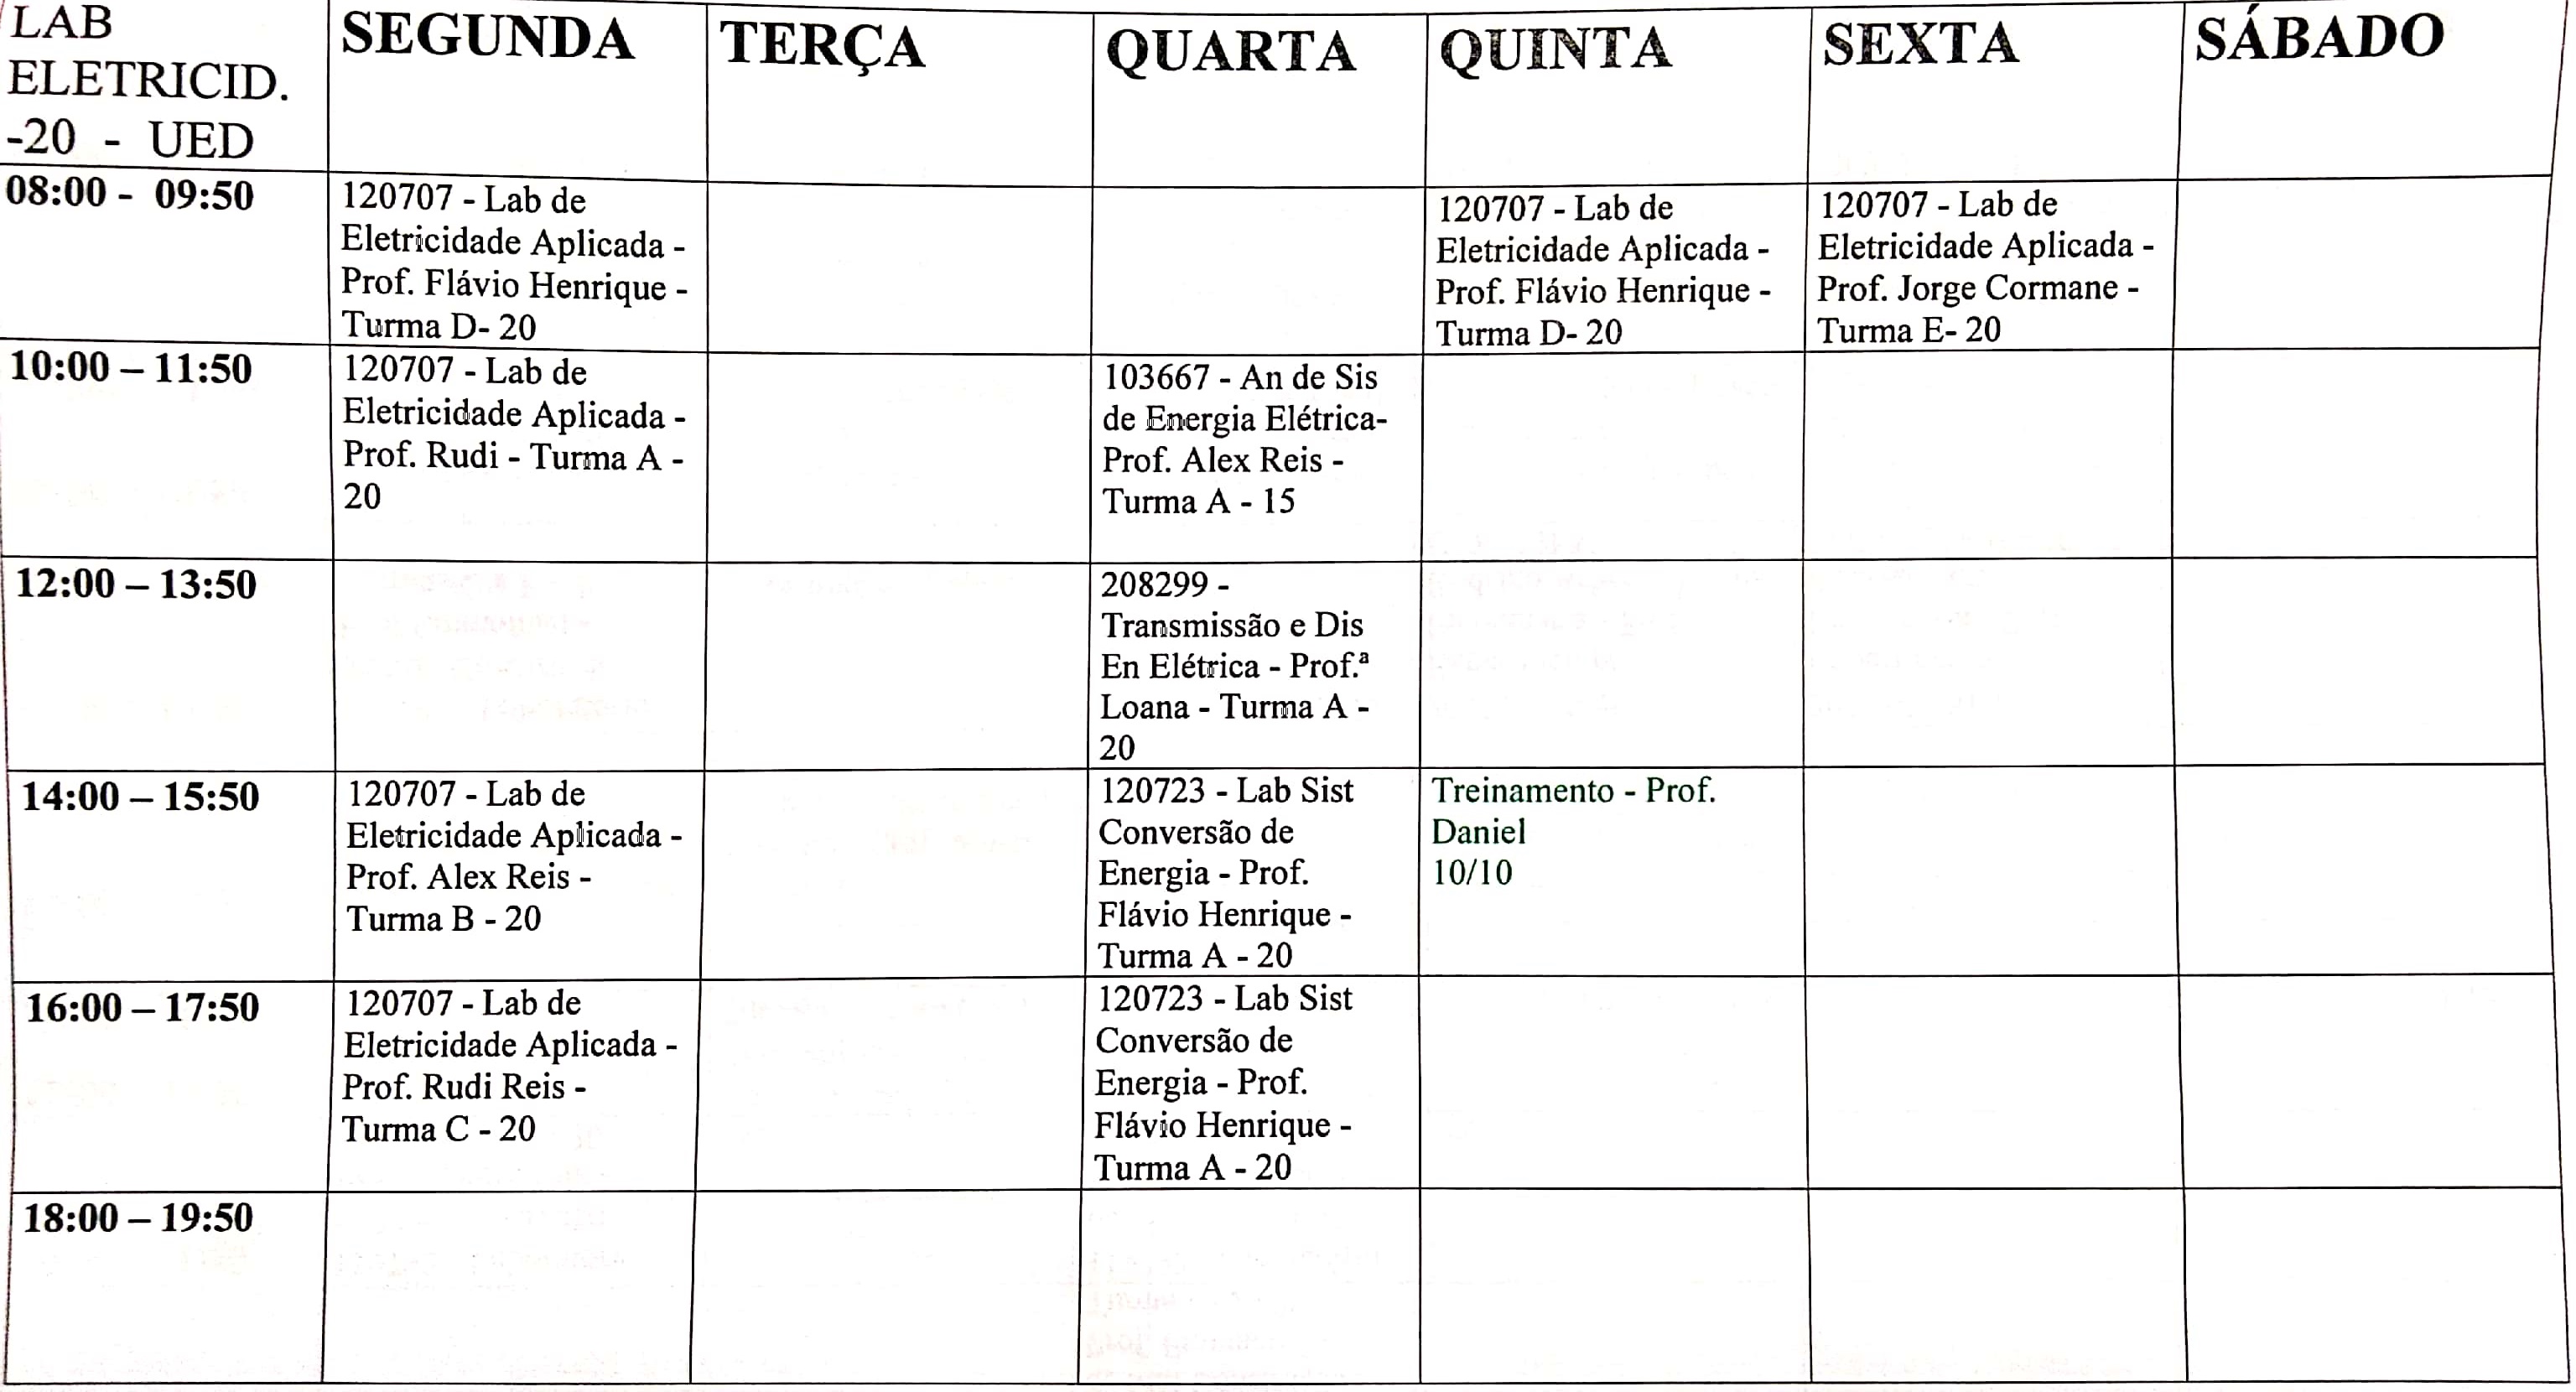 LAB
ELETRICID.
-20 - UED
SEGUNDA
TERÇA
QUARTA
QUINTA
SEXTA
SÁBADO
08:00 - 09:50
120707 - Lab de
Eletricidade Aplicada -
Prof. Flávio Henrique -
Turma D- 20
120707 - Lab de
Eletricidade Aplicada -
Prof. Flávio Henrique -
Turma D- 20
120707 - Lab de
Eletricidade Aplicada -
Prof. Jorge Cormane -
Turma E- 20
10:00 – 11:50
120707 - Lab de
Eletricidade Aplicada -
Prof. Rudi - Turma A -
20
103667 - An de Sis
de Energia Elétrica-
Prof. Alex Reis -
Turma A - 15
12:00 – 13:50
208299 -
Transmissão e Dis
En Elétrica - Prof.ª
Loana - Turma A -
20
14:00 – 15:50
120707 - Lab de
Eletricidade Aplicada -
Prof. Alex Reis -
Turma B - 20
120723 - Lab Sist
Conversão de
Energia - Prof.
Flávio Henrique -
Turma A - 20
Treinamento - Prof.
Daniel
10/10
16:00 – 17:50
120707 - Lab de
Eletricidade Aplicada -
Prof. Rudi Reis -
Turma C - 20
120723 - Lab Sist
Conversão de
Energia - Prof.
Flávio Henrique -
Turma A - 20
18:00 – 19:50